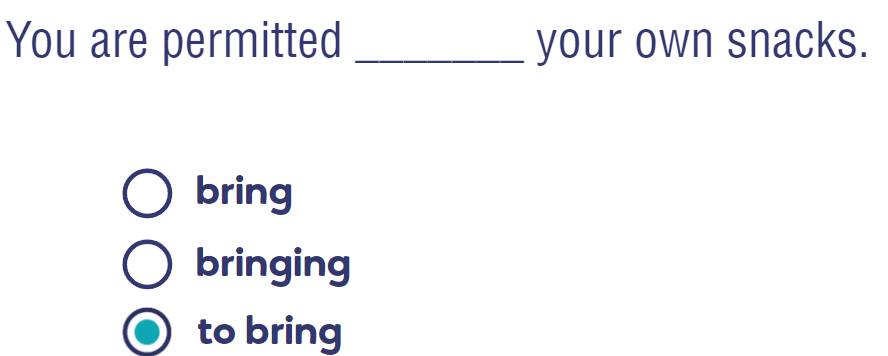 You are permitted _______ your own snacks.
bring
bringing
to bring